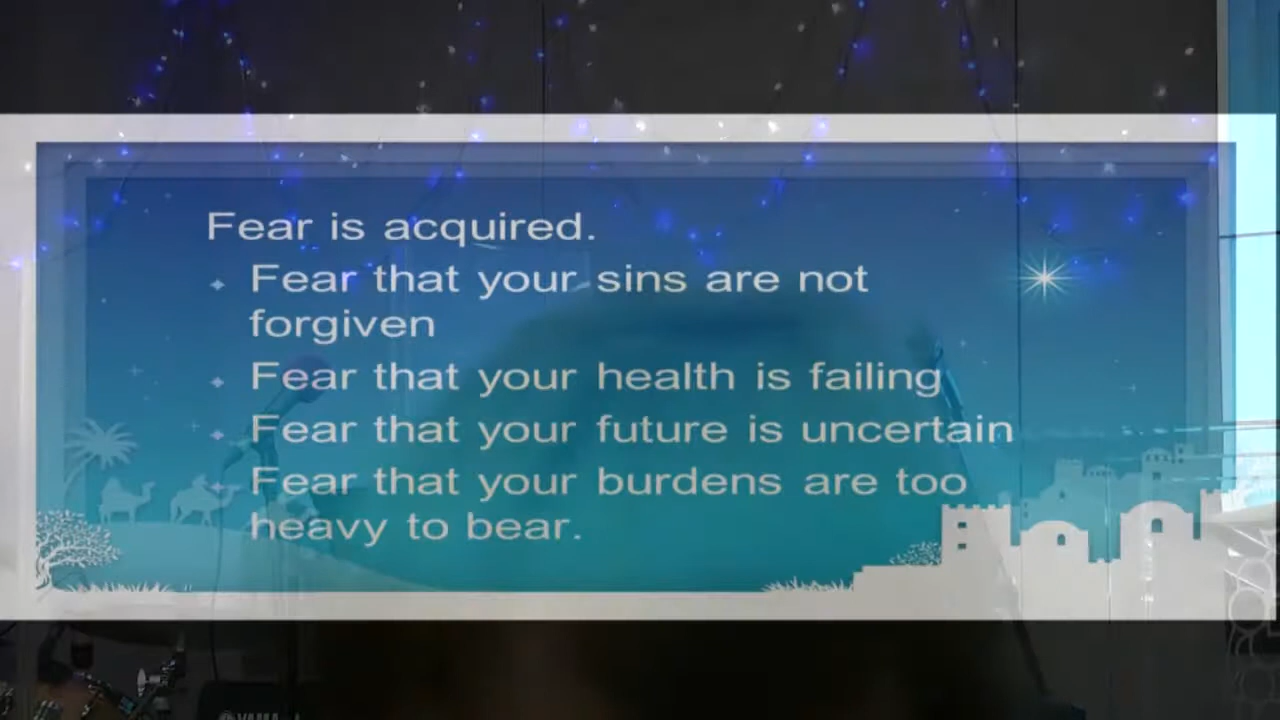 Fear is acquired.
Fear that your sins are not
forgiven
Fear that your health is failing
Fear that your future is uncertain
Fear that your burdens are too
heavy to bear.